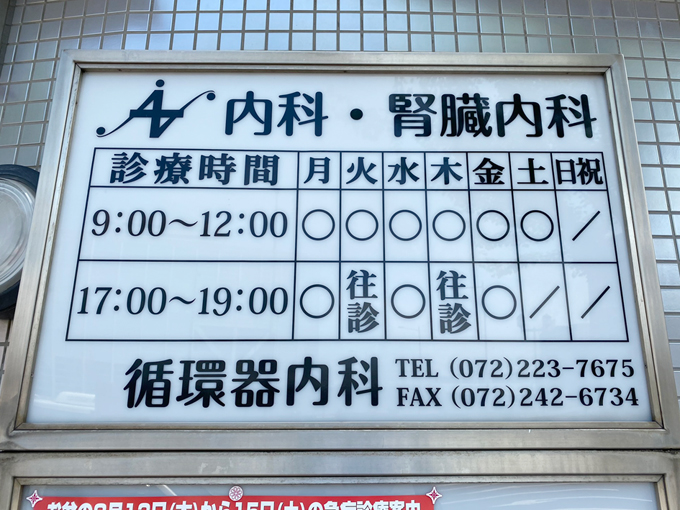 内科・腎臓内科
診療時間 月 火 水 木 金 土 日祝
9:00～12:00 ○ ○ ○ ○ ○ ○ ／
17:00～19:00 ○ 往診 ○ 往診 ○ ／ ／
循環器内科
TEL (072)223-7675
FAX (072)242-6734